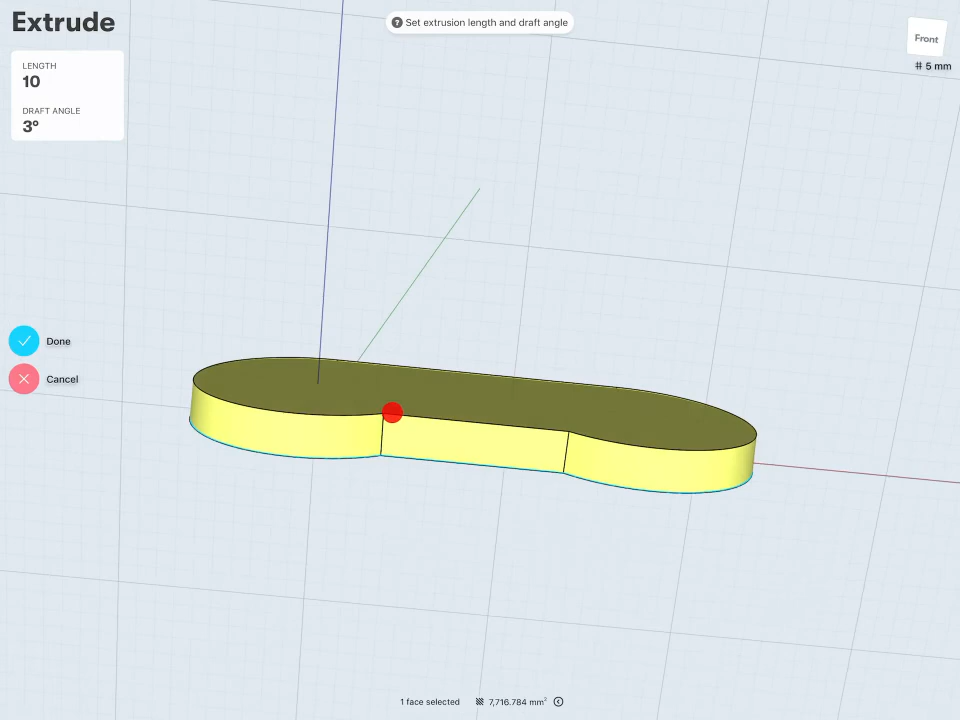 Extrude
Set extrusion length and draft angle
Front
# 5 mm
LENGTH
10
DRAFT ANGLE
3°
Done
Cancel
1 face selected
7,716.784 mm²